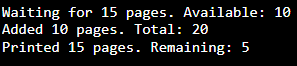 Waiting for 15 pages. Available: 10
Added 10 pages. Total: 20
Printed 15 pages. Remaining: 5